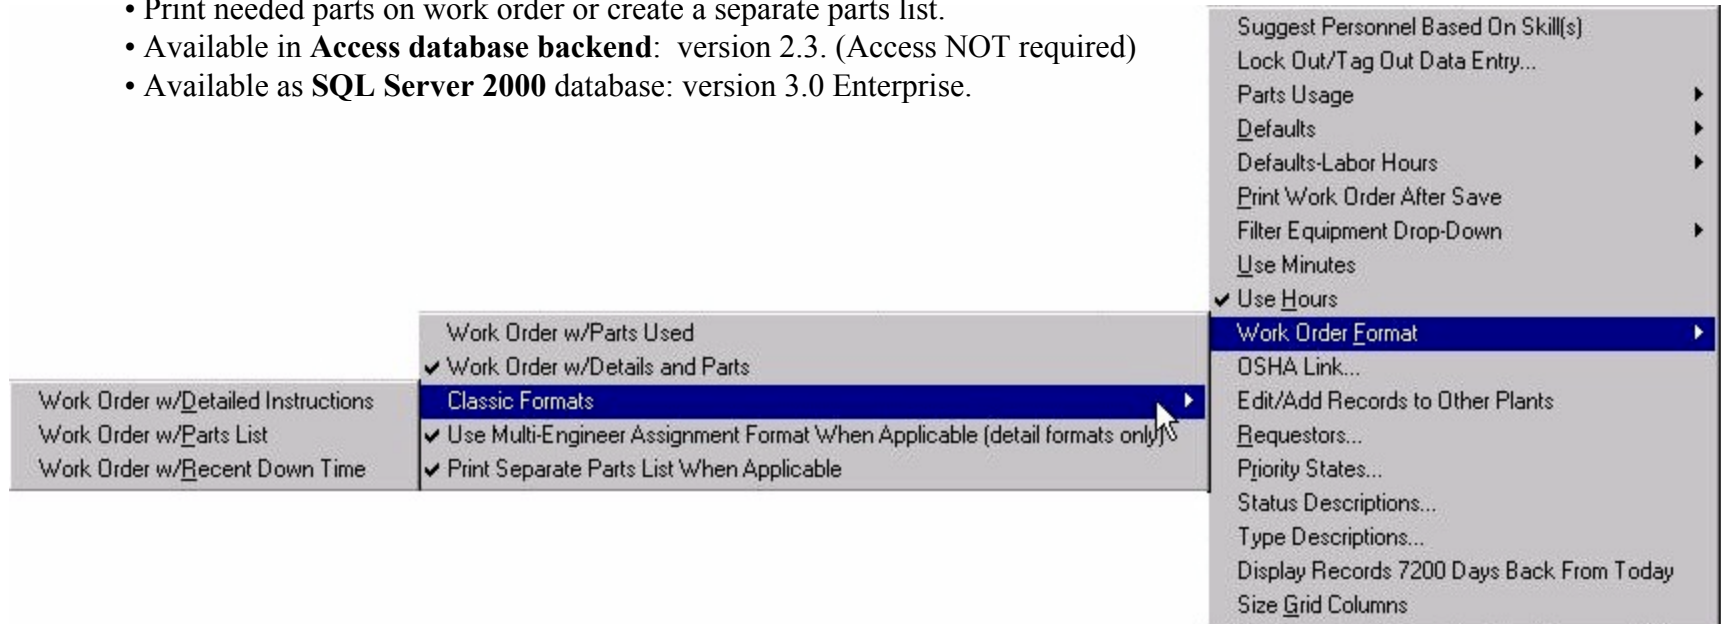 • Print needed parts on work order or create a separate parts list.
• Available in Access database backend:  version 2.3. (Access NOT required)
• Available as SQL Server 2000 database: version 3.0 Enterprise.
Suggest Personnel Based On Skill(s)
Lock Out/Tag Out Data Entry...
Parts Usage
Defaults
Defaults-Labor Hours
Print Work Order After Save
Filter Equipment Drop-Down
Use Minutes
Use Hours
Work Order Format
OSHA Link...
Edit/Add Records to Other Plants
Requestors...
Priority States...
Status Descriptions...
Type Descriptions...
Display Records 7200 Days Back From Today
Size Grid Columns
Work Order w/Parts Used
Work Order w/Details and Parts
Classic Formats
Use Multi-Engineer Assignment Format When Applicable (detail formats only)
Print Separate Parts List When Applicable
Work Order w/Detailed Instructions
Work Order w/Parts List
Work Order w/Recent Down Time